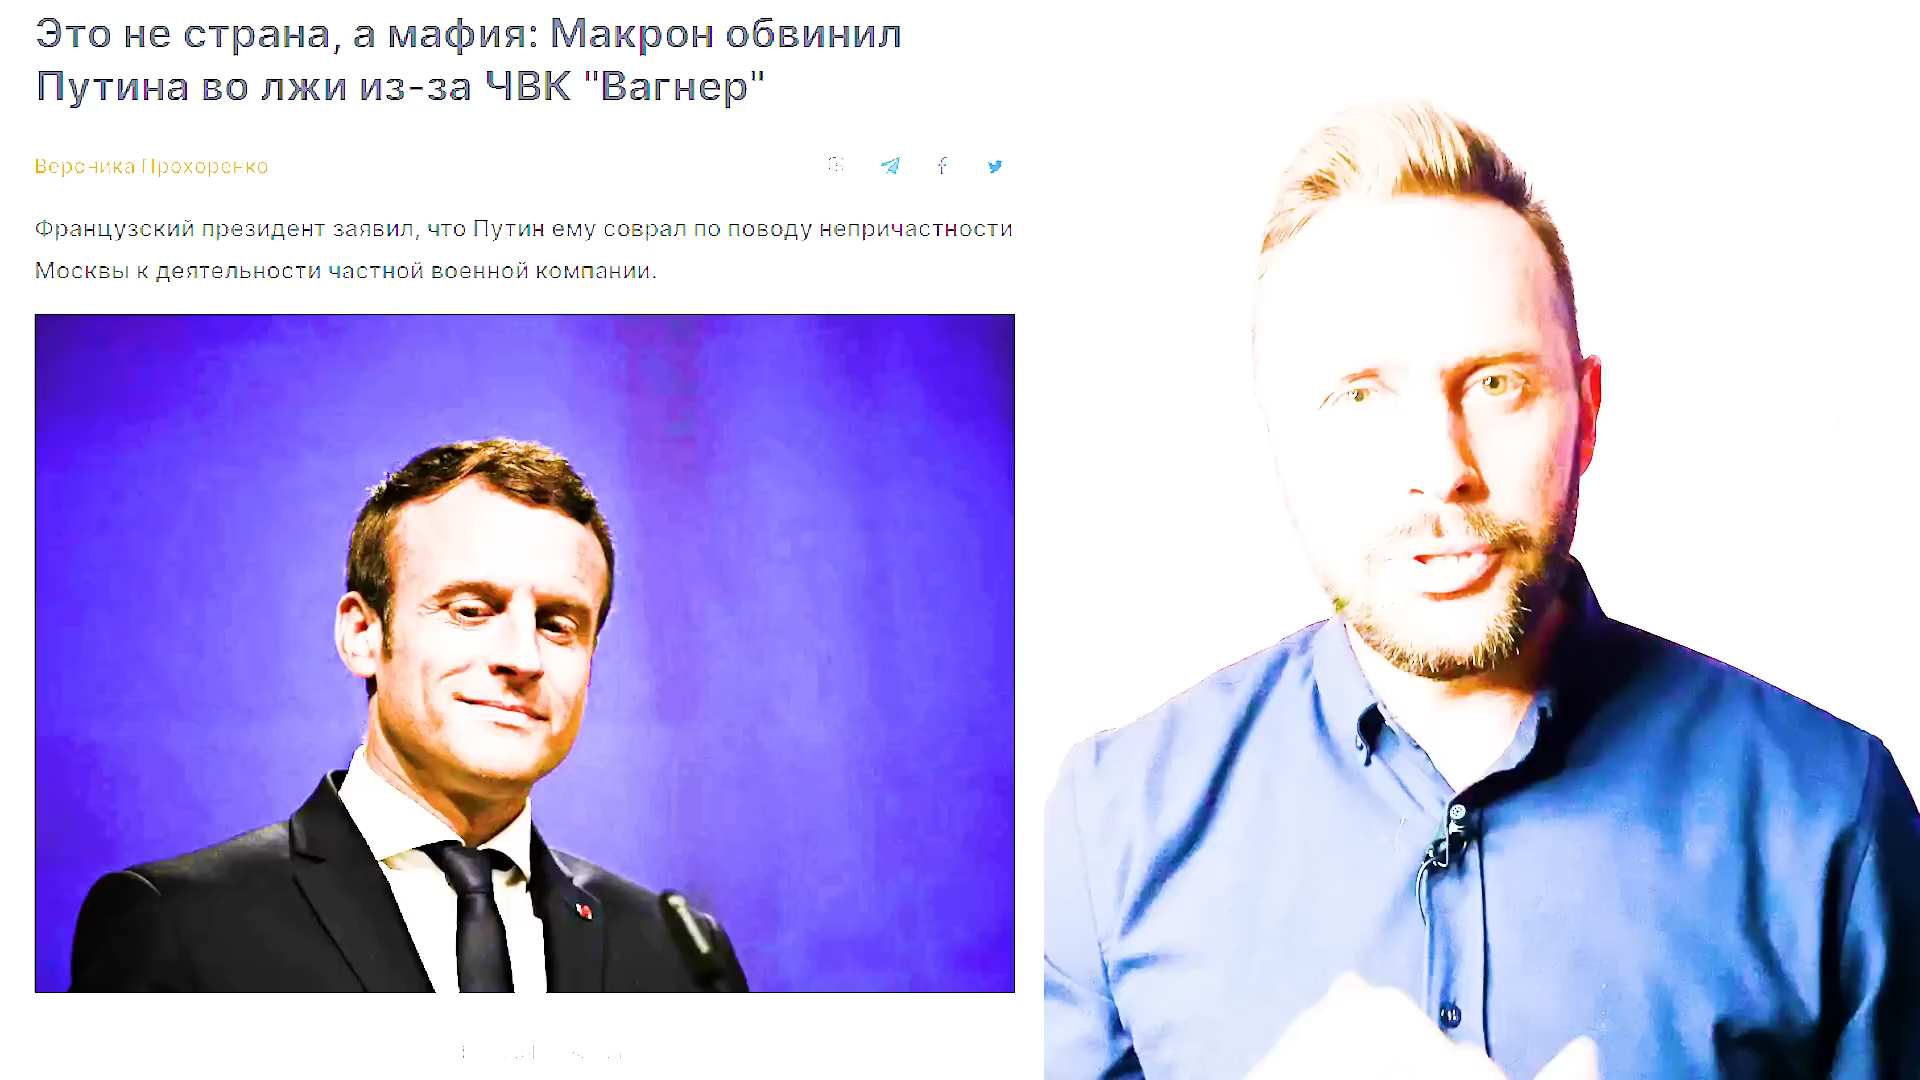 Это не страна, а мафия: Макрон обвинил
Путина во лжи из-за ЧВК "Вагнер"
Вероника Прохоренко
Французский президент заявил, что Путин ему соврал по поводу непричастности
Москвы к деятельности частной военной компании.